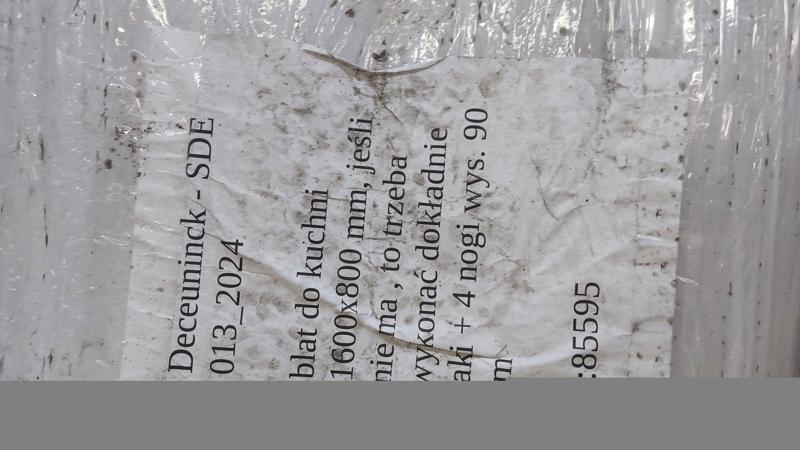 Deceuninck - SDE
013_2024
blat do kuchni
1600x800 mm, jeśli
nie ma , to trzeba
wykonać dokładnie
aki + 4 nogi wys. 90
m
:85595